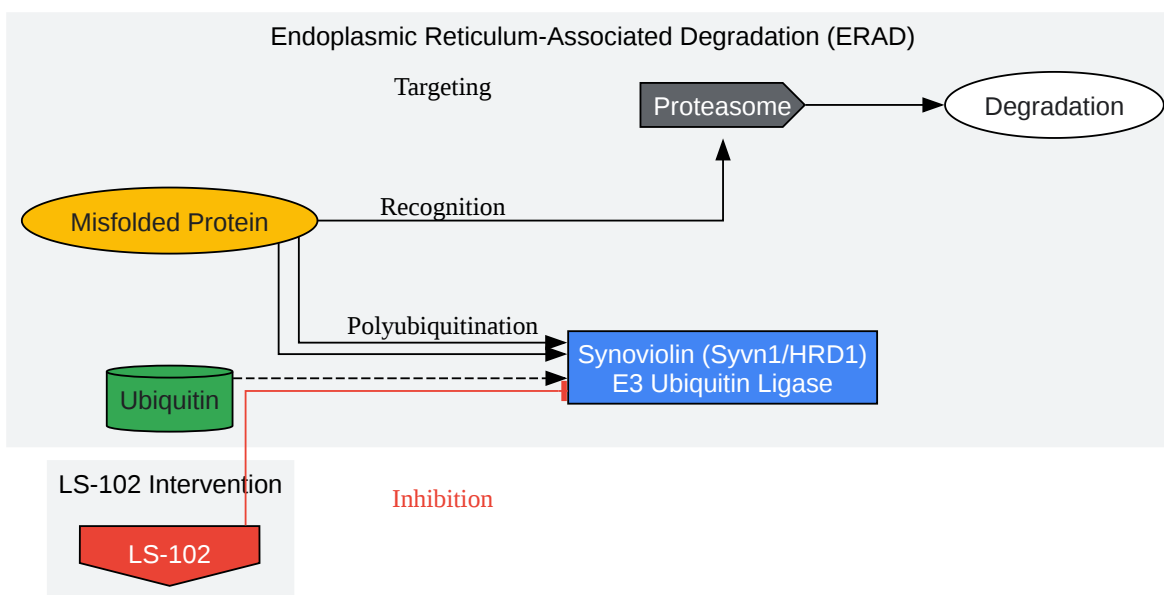 Endoplasmic Reticulum-Associated Degradation (ERAD)
Targeting
Proteasome
Degradation
Misfolded Protein
Recognition
Polyubiquitination
Synoviolin (Syvn1/HRD1)
E3 Ubiquitin Ligase
Ubiquitin
LS-102 Intervention
Inhibition
LS-102